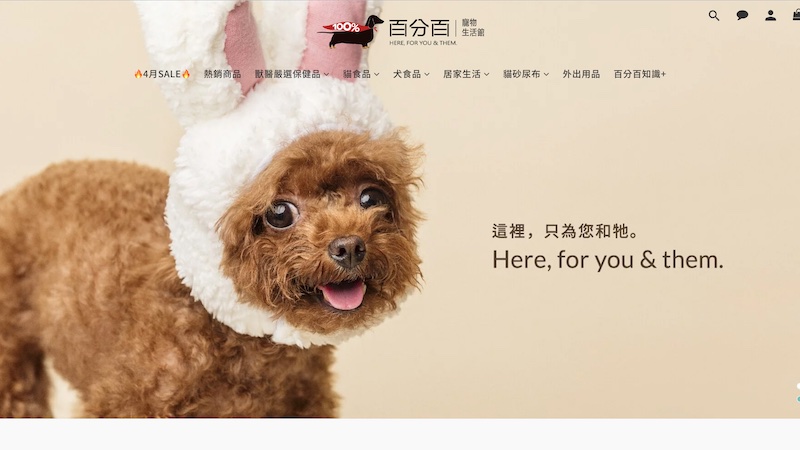 100%
百分百
寵物
生活館
HERE, FOR YOU & THEM.
🔥4月SALE🔥 熱銷商品 獸醫嚴選保健品 貓食品 犬食品 居家生活 貓砂尿布 外出用品 百分百知識+
這裡，只為您和牠。
Here, for you & them.